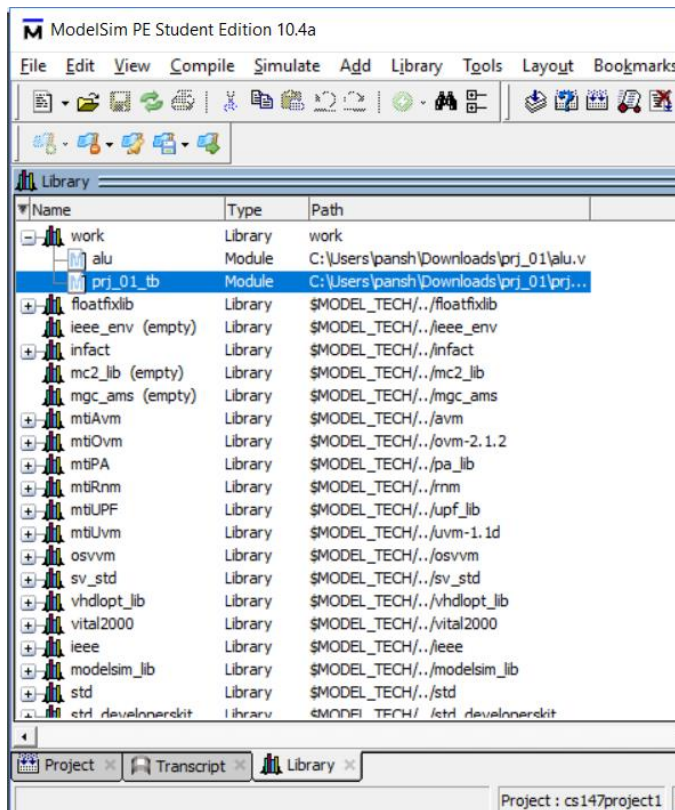 ModelSim PE Student Edition 10.4a
File Edit View Compile Simulate Add Library Tools Layout Bookmarks
Library
Name Type Path
work Library work
alu Module C:\Users\pansh\Downloads\prj_01\alu.v
prj_01_tb Module C:\Users\pansh\Downloads\prj_01\prj...
floatfixlib Library $MODEL_TECH/../floatfixlib
ieee_env (empty) Library $MODEL_TECH/../ieee_env
infact Library $MODEL_TECH/../infact
mc2_lib (empty) Library $MODEL_TECH/../mc2_lib
mgc_ams (empty) Library $MODEL_TECH/../mgc_ams
mtiAvm Library $MODEL_TECH/../avm
mtiOvm Library $MODEL_TECH/../ovm-2.1.2
mtiPA Library $MODEL_TECH/../pa_lib
mtiRnm Library $MODEL_TECH/../rnm
mtiUPF Library $MODEL_TECH/../upf_lib
mtiUvm Library $MODEL_TECH/../uvm-1.1d
osvvm Library $MODEL_TECH/../osvvm
sv_std Library $MODEL_TECH/../sv_std
vhdlopt_lib Library $MODEL_TECH/../vhdlopt_lib
vital2000 Library $MODEL_TECH/../vital2000
ieee Library $MODEL_TECH/../ieee
modelsim_lib Library $MODEL_TECH/../modelsim_lib
std Library $MODEL_TECH/../std
std_developerskit Library $MODEL_TECH/../std_developerskit
Project Transcript Library
Project : cs147project1